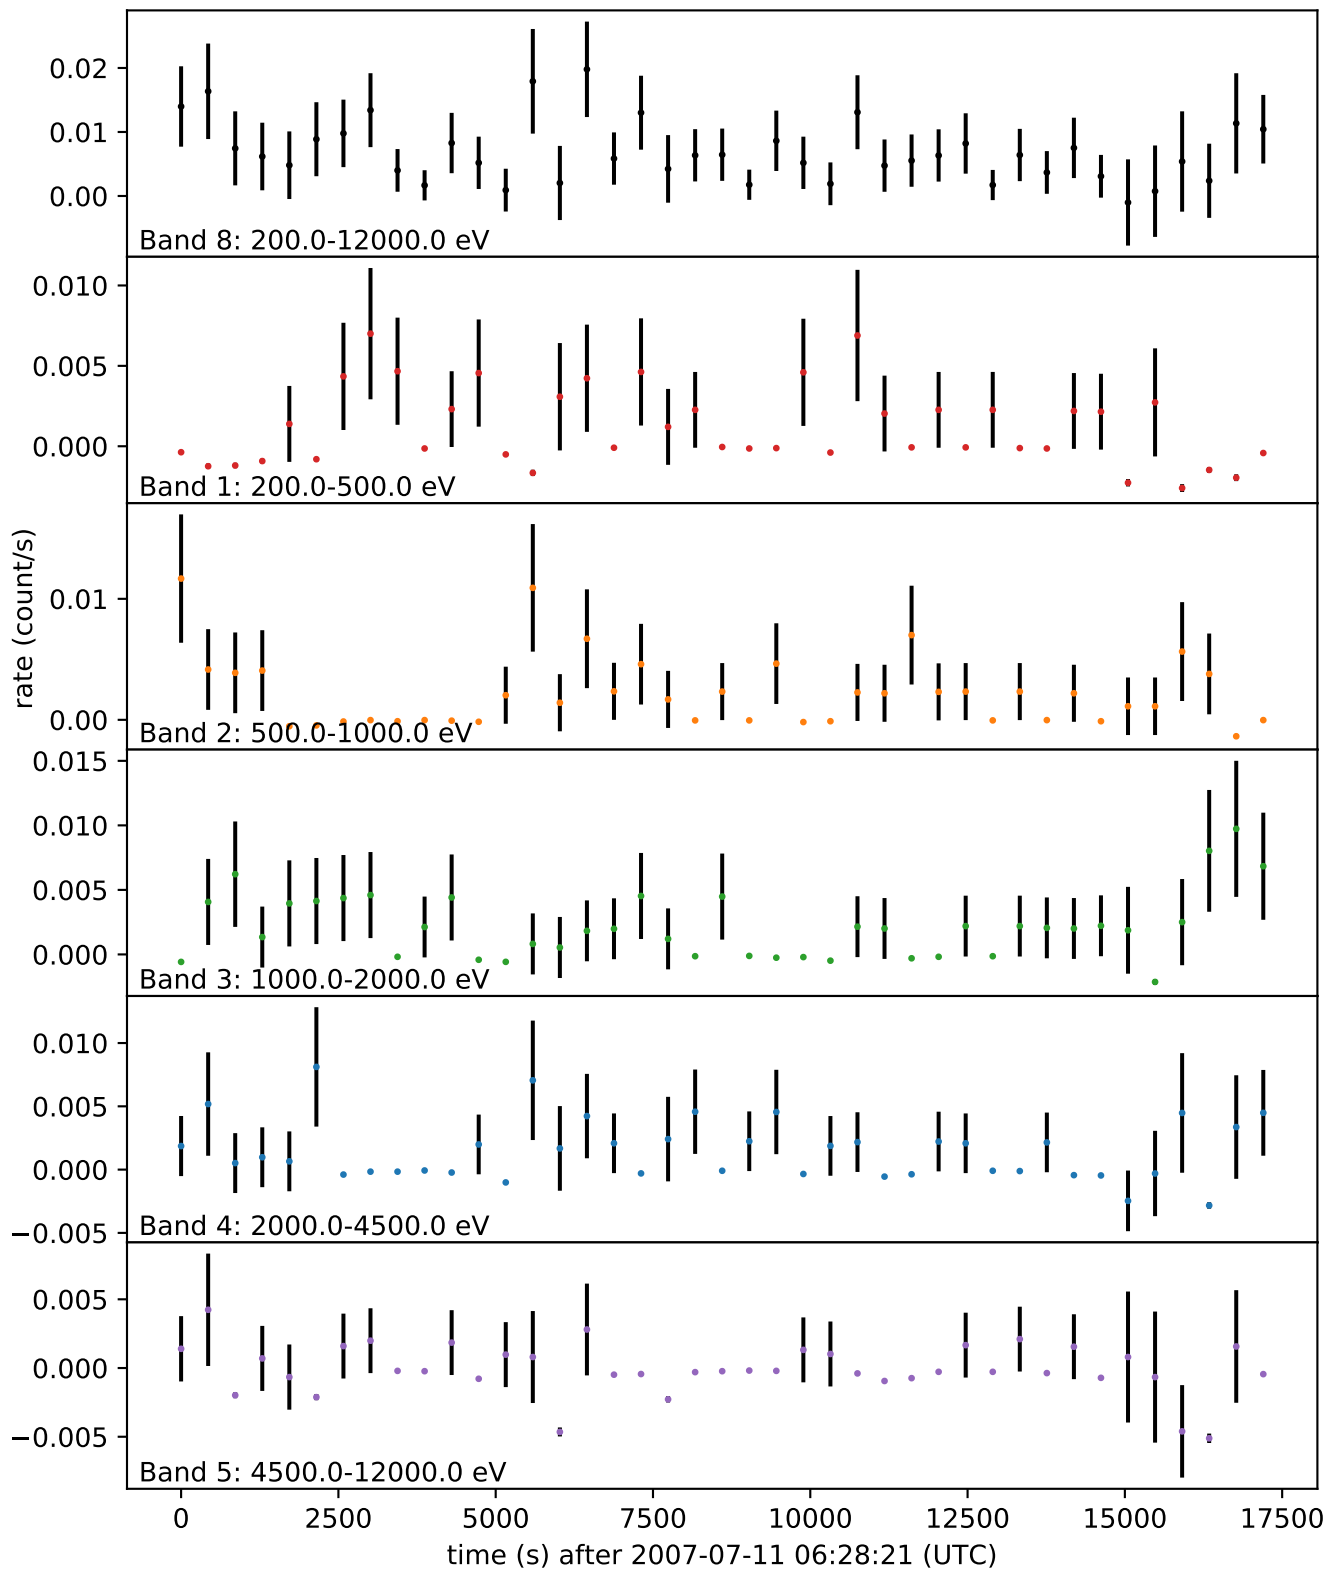 0.02
0.01
0.00
Band 8: 200.0-12000.0 eV
0.010
0.005
0.000
Band 1: 200.0-500.0 eV
rate (count/s)
0.01
0.00
Band 2: 500.0-1000.0 eV
0.015
0.010
0.005
0.000
Band 3: 1000.0-2000.0 eV
0.010
0.005
0.000
−0.005
Band 4: 2000.0-4500.0 eV
0.005
0.000
−0.005
Band 5: 4500.0-12000.0 eV
0 2500 5000 7500 10000 12500 15000 17500
time (s) after 2007-07-11 06:28:21 (UTC)